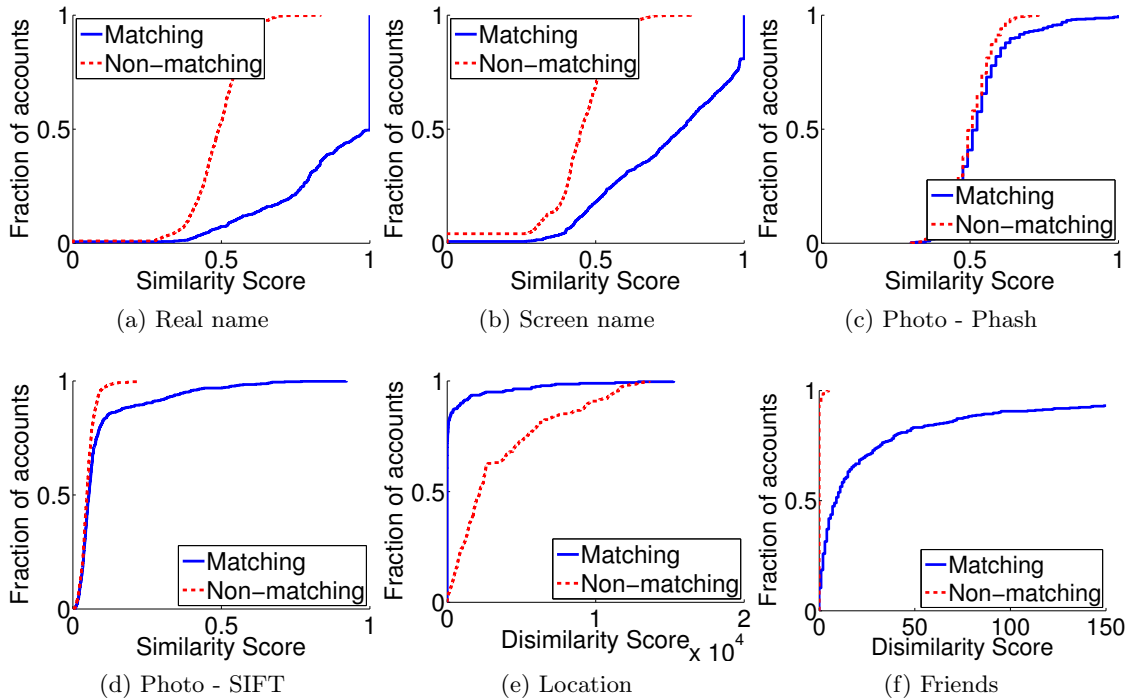 Fraction of accounts
1
0.5
0
Matching
Non-matching
0
0.5
1
Similarity Score
(a) Real name
Fraction of accounts
1
0.5
0
Matching
Non-matching
0
0.5
1
Similarity Score
(b) Screen name
Fraction of accounts
1
0.5
0
Matching
Non-matching
0
0.5
1
Similarity Score
(c) Photo - Phash
Fraction of accounts
1
0.5
0
Matching
Non-matching
0
0.5
1
Similarity Score
(d) Photo - SIFT
Fraction of accounts
1
0.5
0
Matching
Non-matching
0
1
2
Disimilarity Score
x 10^4
(e) Location
Fraction of accounts
1
0.5
0
Matching
Non-matching
0
50
100
150
Disimilarity Score
(f) Friends